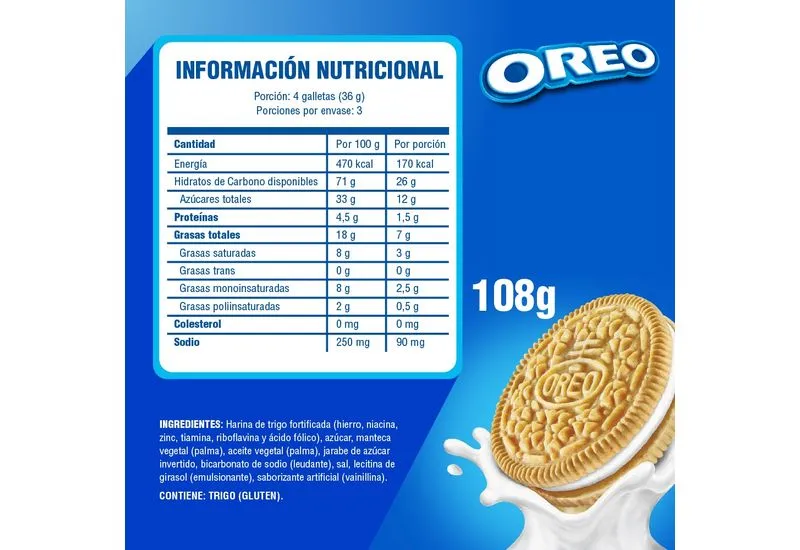 OREO
INFORMACIÓN NUTRICIONAL
Porción: 4 galletas (36 g)
Porciones por envase: 3
Cantidad Por 100 g Por porción
Energía 470 kcal 170 kcal
Hidratos de Carbono disponibles 71 g 26 g
Azúcares totales 33 g 12 g
Proteínas 4,5 g 1,5 g
Grasas totales 18 g 7 g
Grasas saturadas 8 g 3 g
Grasas trans 0 g 0 g
Grasas monoinsaturadas 8 g 2,5 g
Grasas poliinsaturadas 2 g 0,5 g
Colesterol 0 mg 0 mg
Sodio 250 mg 90 mg
108g
OREO
INGREDIENTES: Harina de trigo fortificada (hierro, niacina,
zinc, tiamina, riboflavina y ácido fólico), azúcar, manteca
vegetal (palma), aceite vegetal (palma), jarabe de azúcar
invertido, bicarbonato de sodio (leudante), sal, lecitina de
girasol (emulsionante), saborizante artificial (vainillina).
CONTIENE: TRIGO (GLUTEN).